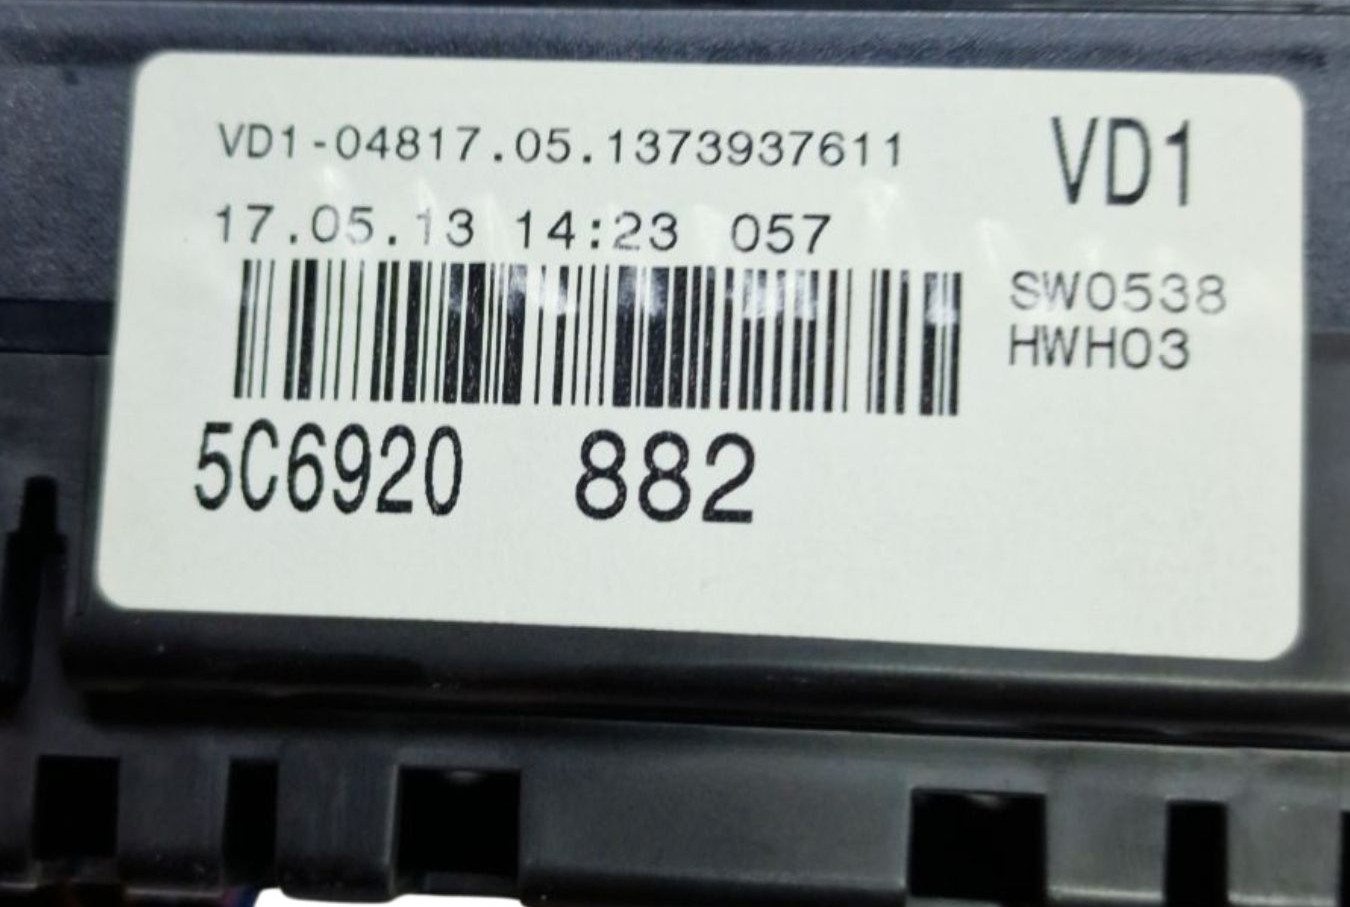 VD1-04817.05.1373937611
VD1
17.05.13 14:23 057
SW0538
HWH03
5C6920 882